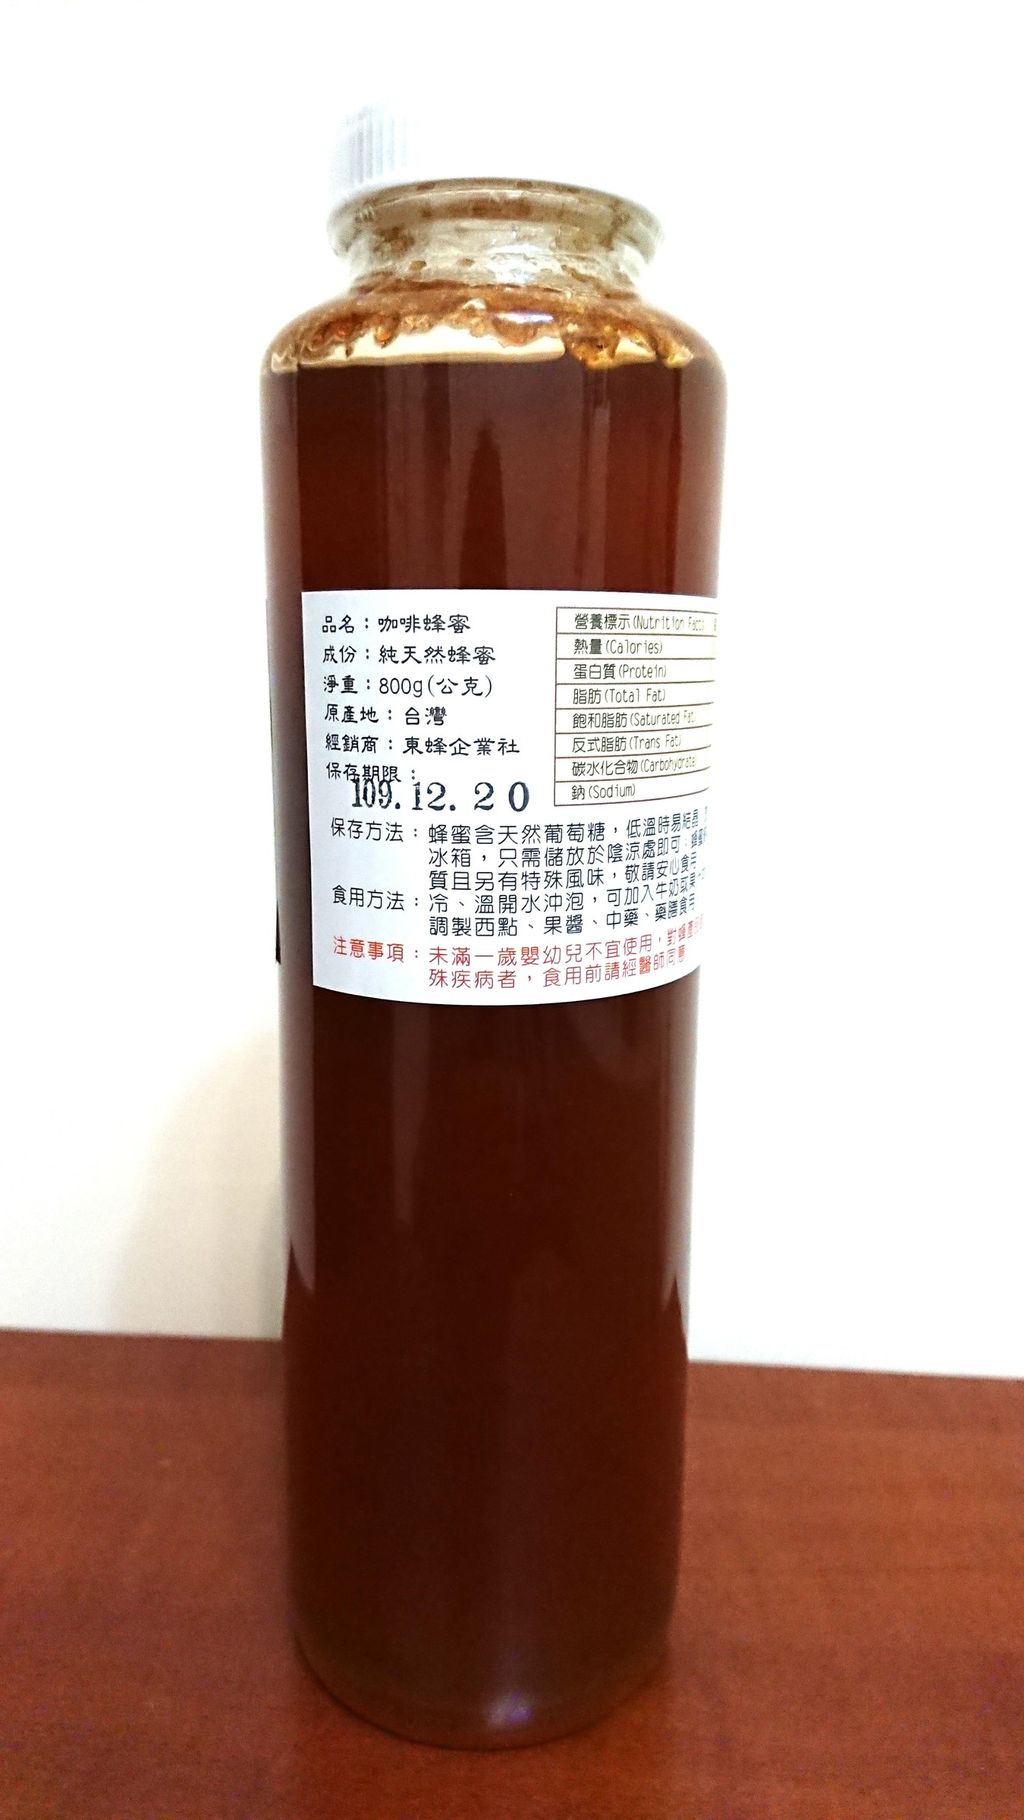 品名：咖啡蜂蜜
成份：純天然蜂蜜
淨重：800g(公克)
原產地：台灣
經銷商：東蜂企業社
保存期限：
109.12.20
營養標示(Nutrition Facts)
熱量(Calories)
蛋白質(Protein)
脂肪(Total Fat)
飽和脂肪(Saturated Fat)
反式脂肪(Trans Fat)
碳水化合物(Carbohydrate)
鈉(Sodium)
保存方法：蜂蜜含天然葡萄糖，低溫時易結晶，
冰箱，只需儲放於陰涼處即可，蜂蜜
質且另有特殊風味，敬請安心食用
食用方法：冷、溫開水沖泡，可加入牛奶或果
調製西點、果醬、中藥、藥膳食用
注意事項：未滿一歲嬰幼兒不宜使用，對蜂產
殊疾病者，食用前請經醫師同意